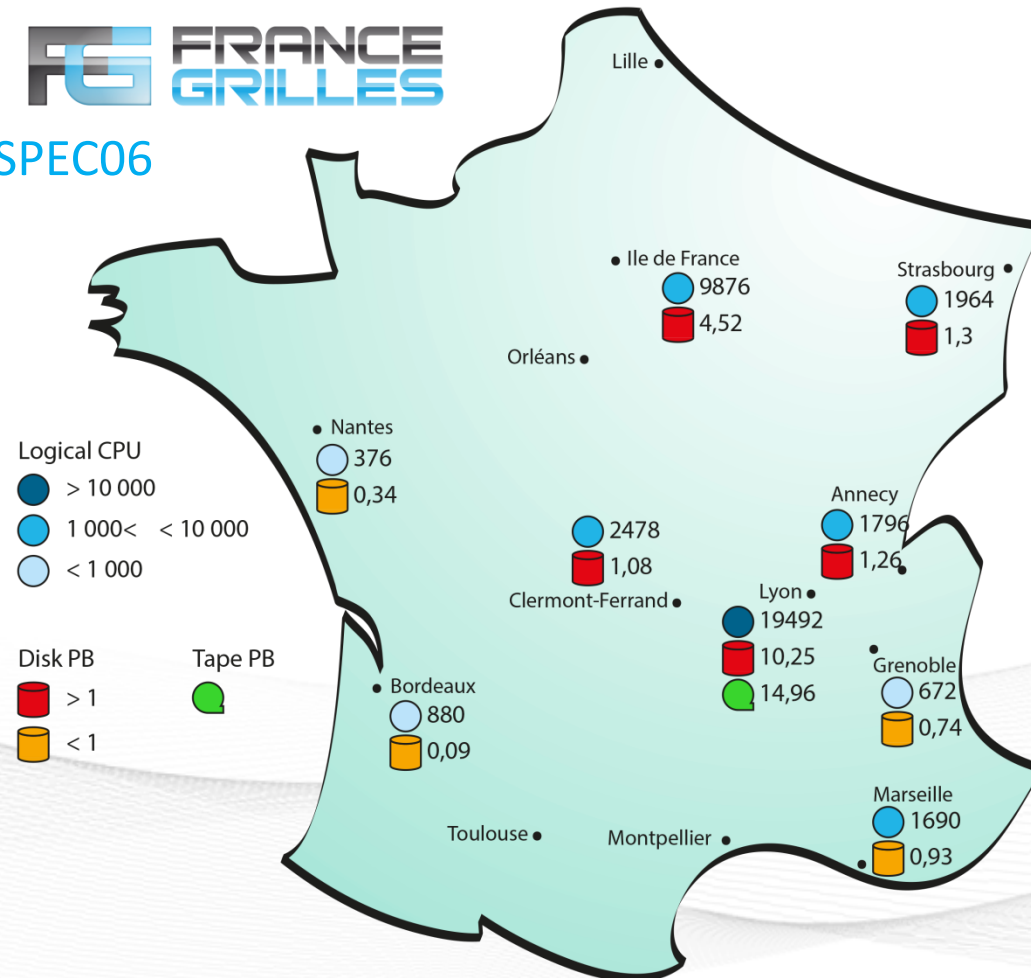 FG FRANCE
GRILLES
SPEC06
Lille
Ile de France
9876
4,52
Strasbourg
1964
1,3
Orléans
Nantes
376
0,34
Logical CPU
> 10 000
1 000< < 10 000
< 1 000
2478
1,08
Clermont-Ferrand
Annecy
1796
1,26
Lyon
19492
10,25
14,96
Disk PB
> 1
< 1
Tape PB
Bordeaux
880
0,09
Grenoble
672
0,74
Toulouse
Montpellier
Marseille
1690
0,93